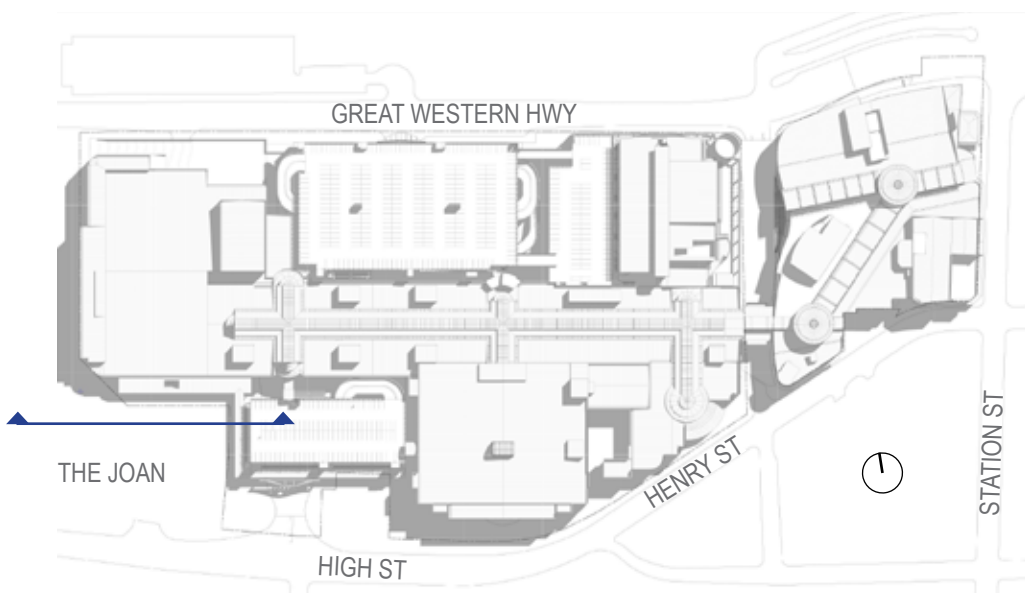 GREAT WESTERN HWY
THE JOAN
HENRY ST
STATION ST
HIGH ST